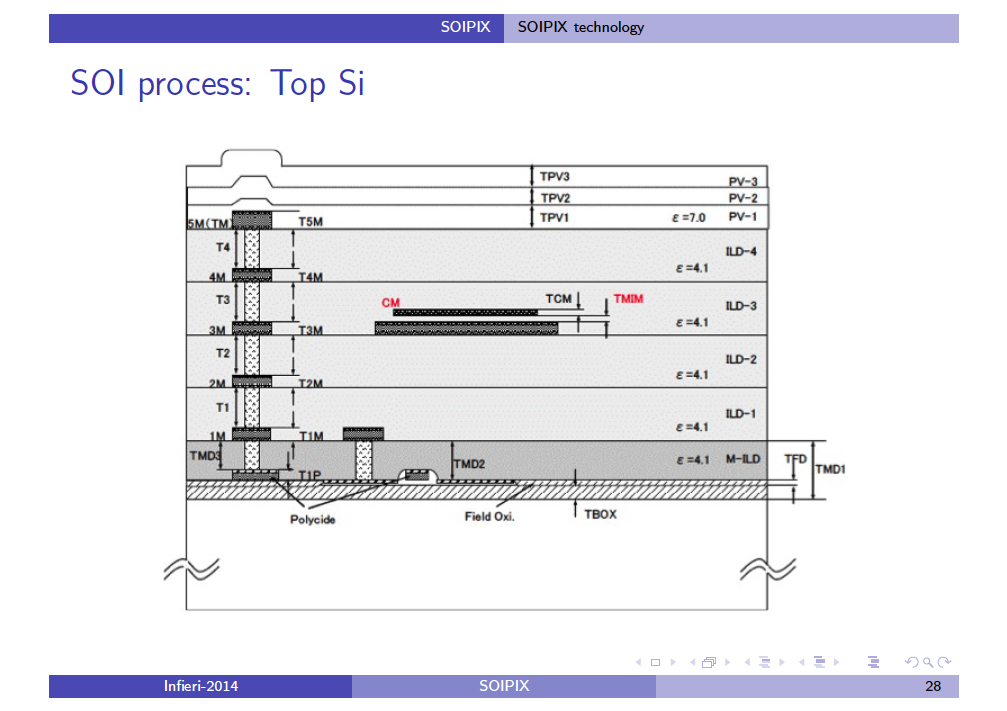 SOIPIX SOIPIX technology
SOI process: Top Si
TPV3
PV-3
TPV2 PV-2
5M(TM) T5M TPV1 ε=7.0 PV-1
T4 ILD-4
ε=4.1
4M T4M
T3 CM TCM TMIM ILD-3
ε=4.1
3M T3M
T2 ILD-2
ε=4.1
2M T2M
T1 ILD-1
ε=4.1
1M T1M
TMD3 TMD2 ε=4.1 M-ILD TFD TMD1
T1P
Polycide Field Oxi. TBOX
Infieri-2014 SOIPIX 28